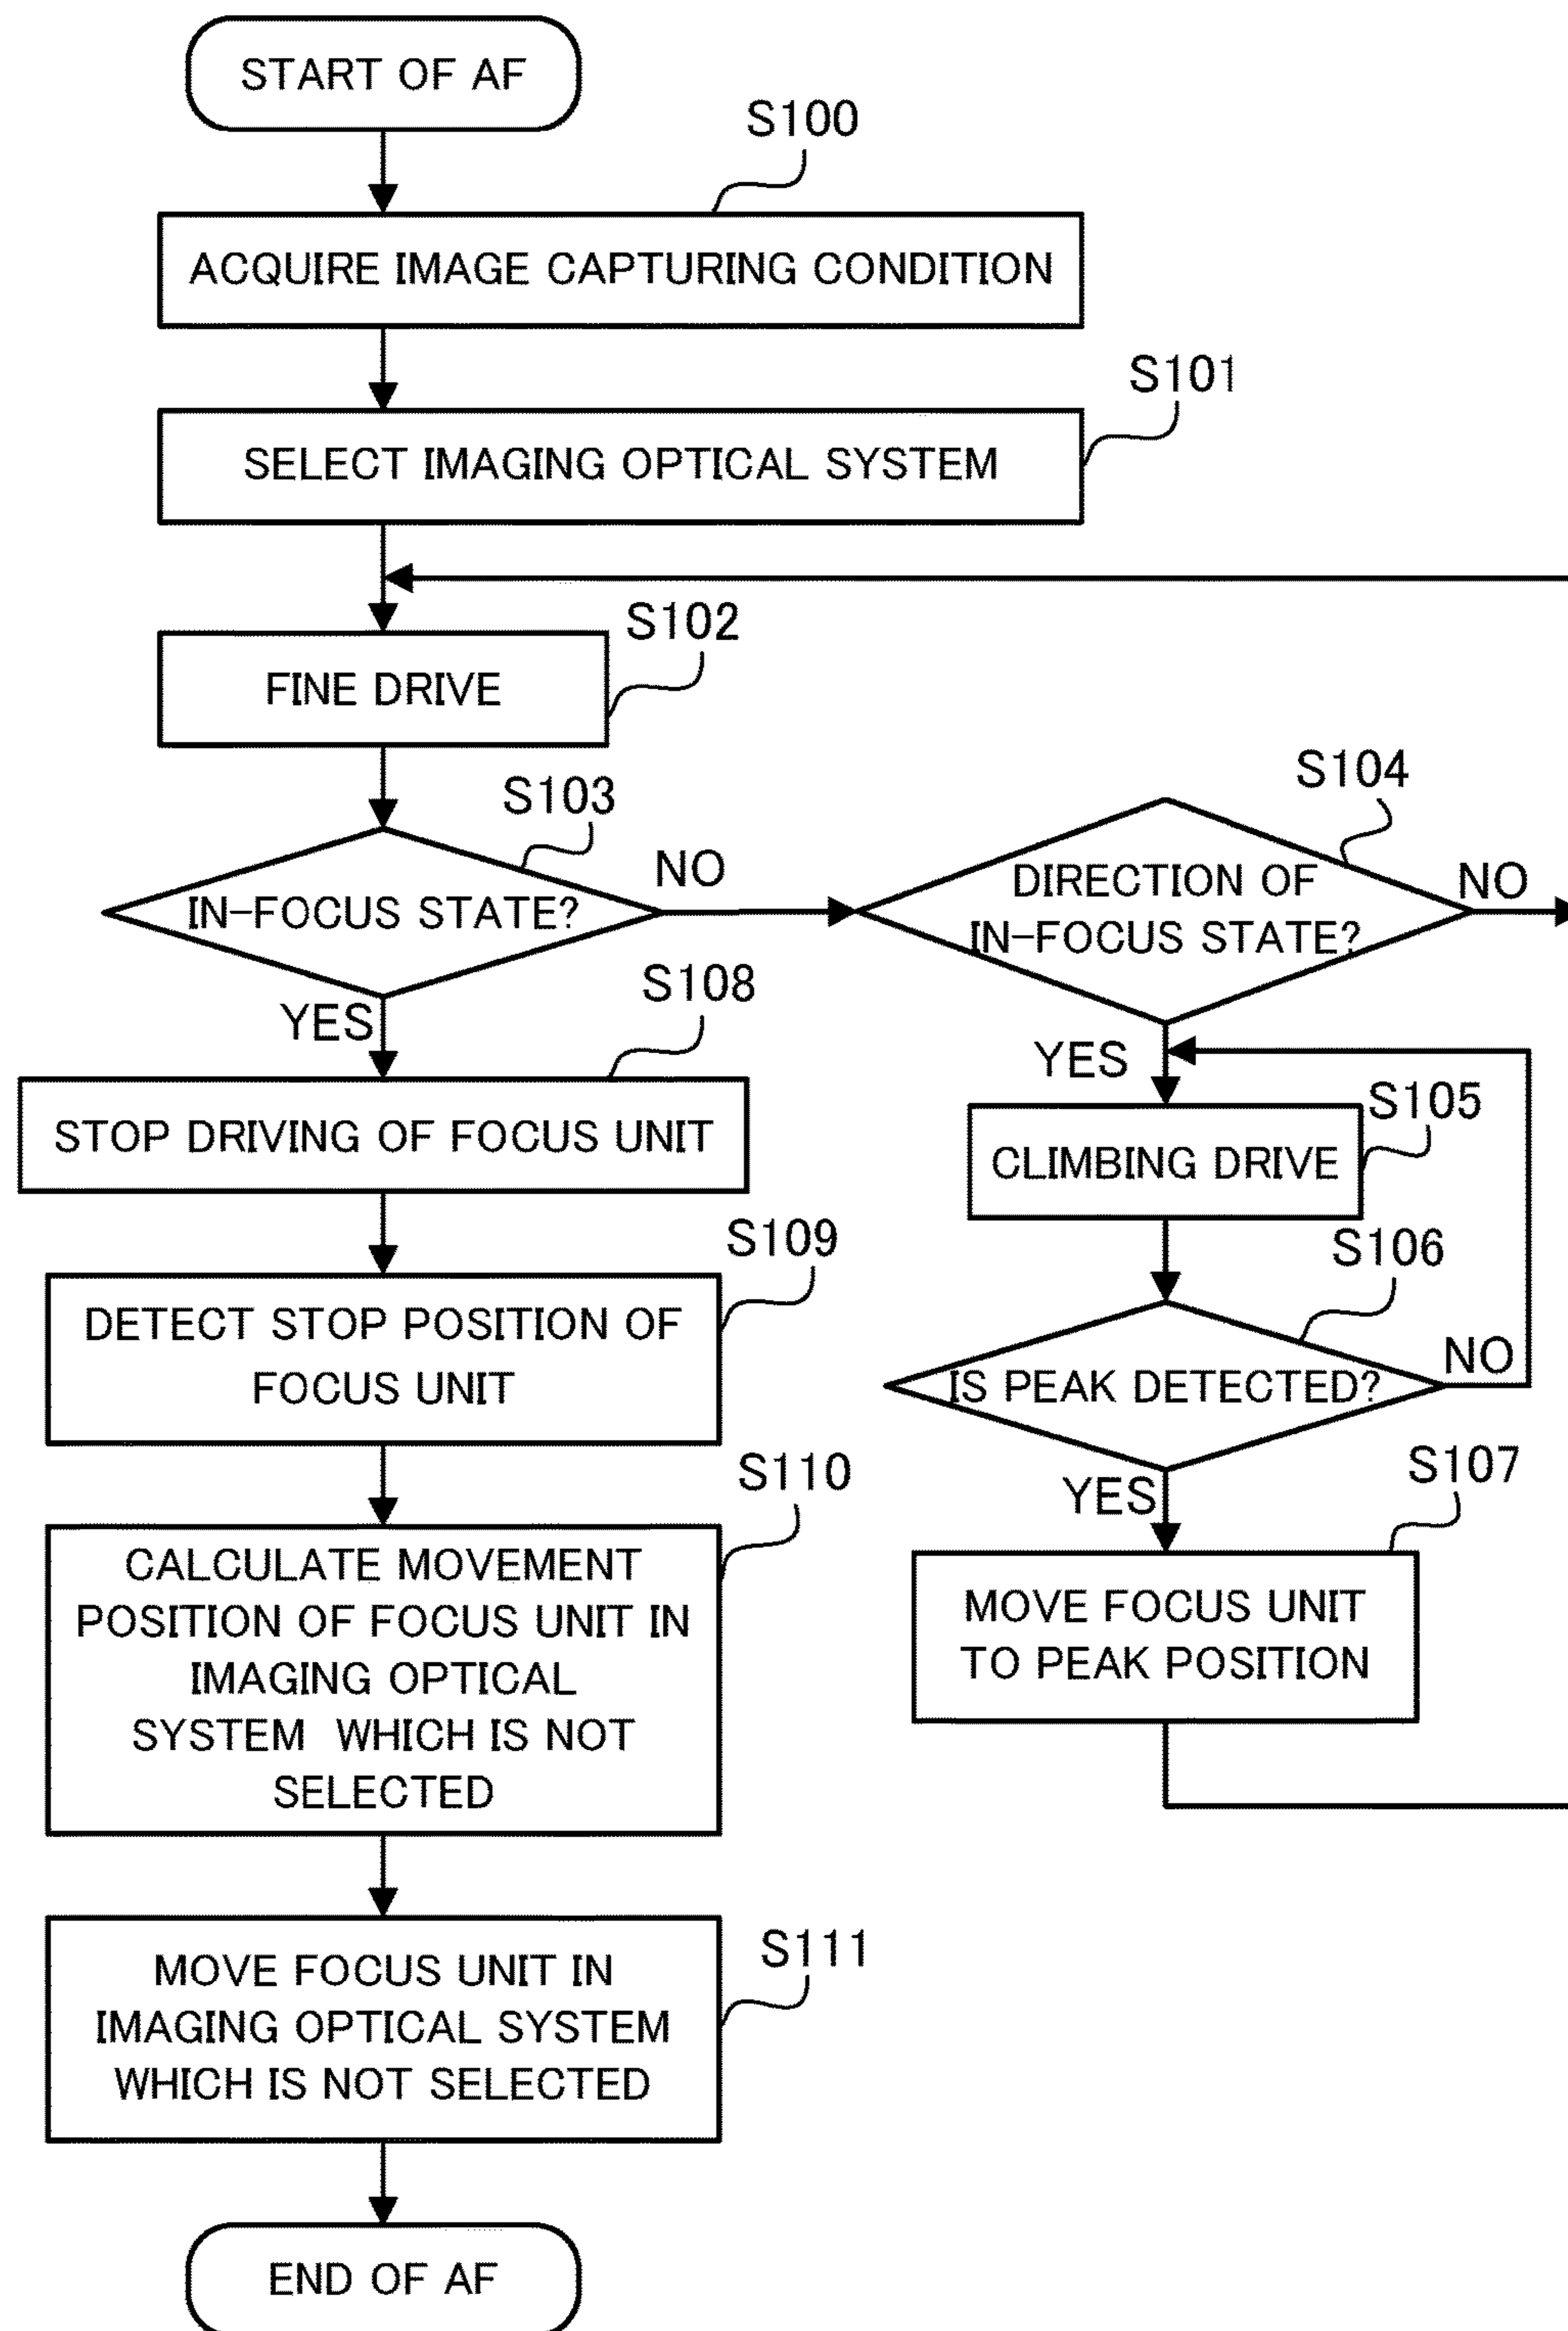 START OF AF
S100
ACQUIRE IMAGE CAPTURING CONDITION
S101
SELECT IMAGING OPTICAL SYSTEM
S102
FINE DRIVE
S103
IN-FOCUS STATE?
NO
YES
S104
DIRECTION OF
IN-FOCUS STATE?
NO
YES
S105
CLIMBING DRIVE
S106
IS PEAK DETECTED?
NO
YES
S107
MOVE FOCUS UNIT
TO PEAK POSITION
S108
STOP DRIVING OF FOCUS UNIT
S109
DETECT STOP POSITION OF
FOCUS UNIT
S110
CALCULATE MOVEMENT
POSITION OF FOCUS UNIT IN
IMAGING OPTICAL
SYSTEM WHICH IS NOT
SELECTED
S111
MOVE FOCUS UNIT IN
IMAGING OPTICAL SYSTEM
WHICH IS NOT SELECTED
END OF AF